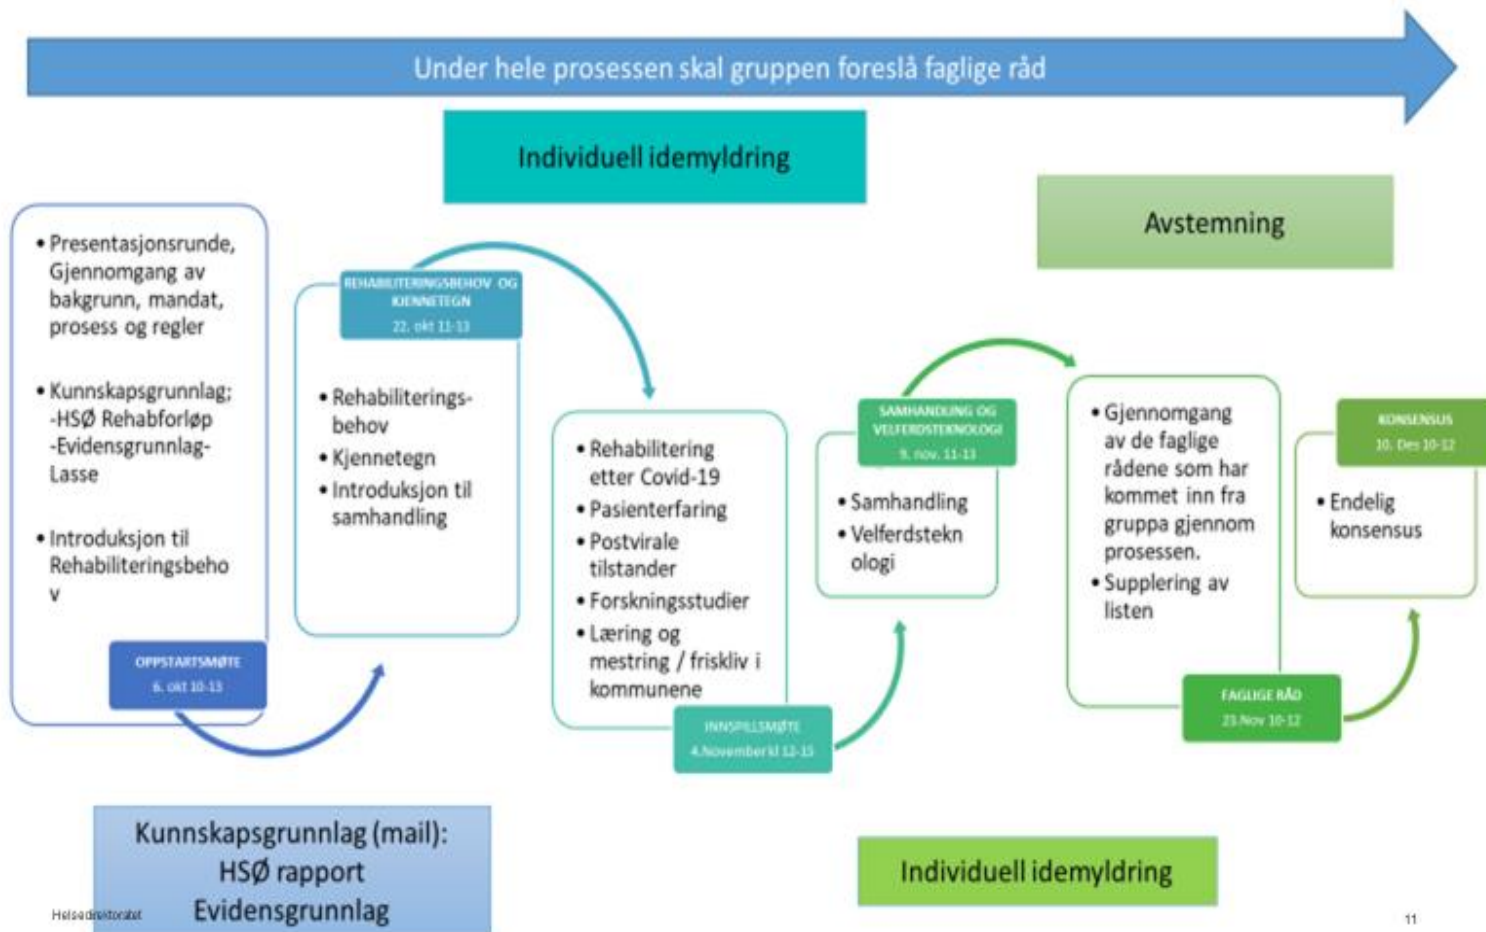 Under hele prosessen skal gruppen foreslå faglige råd
Individuell idemyldring
Avstemning
• Presentasjonsrunde,
Gjennomgang av
bakgrunn, mandat,
prosess og regler
• Kunnskapsgrunnlag;
-HSØ Rehabforløp
-Evidensgrunnlag-
Lasse
• Introduksjon til
Rehabiliteringsbeho
v
OPPSTARTSMØTE
6. okt 10-13
REHABILITERINGSBEHOV OG
KJENNETEGN
22. okt 11-13
• Rehabiliterings-
behov
• Kjennetegn
• Introduksjon til
samhandling
• Rehabilitering
etter Covid-19
• Pasienterfaring
• Postvirale
tilstander
• Forskningsstudier
• Læring og
mestring / friskliv i
kommunene
INNSPILLSMØTE
4.November kl 12-15
SAMHANDLING OG
VELFERDSTEKNOLOGI
9. nov. 11-13
• Samhandling
• Velferdstekn
ologi
• Gjennomgang
av de faglige
rådene som har
kommet inn fra
gruppa gjennom
prosessen.
• Supplering av
listen
FAGLIGE RÅD
23.Nov 10-12
KONSENSUS
10. Des 10-12
• Endelig
konsensus
Kunnskapsgrunnlag (mail):
HSØ rapport
Evidensgrunnlag
Individuell idemyldring
Helsedirektoratet
11